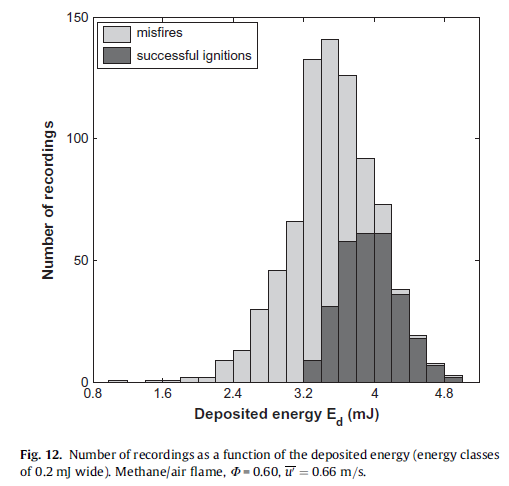 150
misfires
successful ignitions
100
50
0
Number of recordings
0.8 1.6 2.4 3.2 4 4.8
Deposited energy E_d (mJ)
Fig. 12. Number of recordings as a function of the deposited energy (energy classes
of 0.2 mJ wide). Methane/air flame, Φ = 0.60, u̅′ = 0.66 m/s.